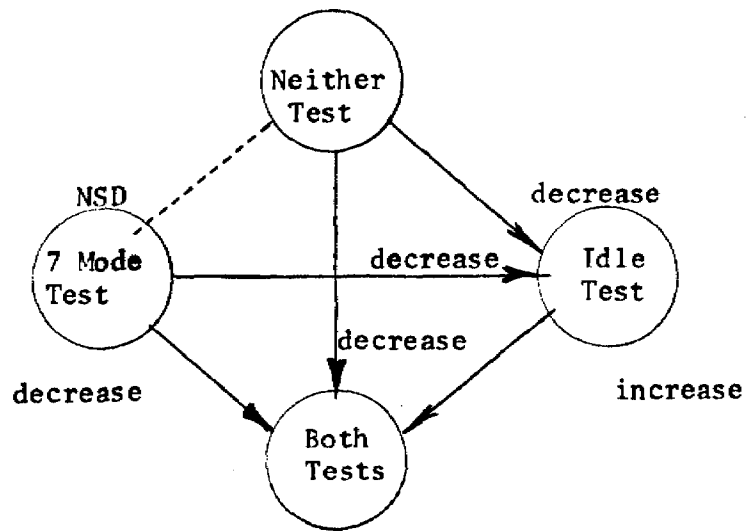 Neither
Test
NSD
decrease
7 Mode
Test
decrease
Idle
Test
decrease
decrease
increase
Both
Tests